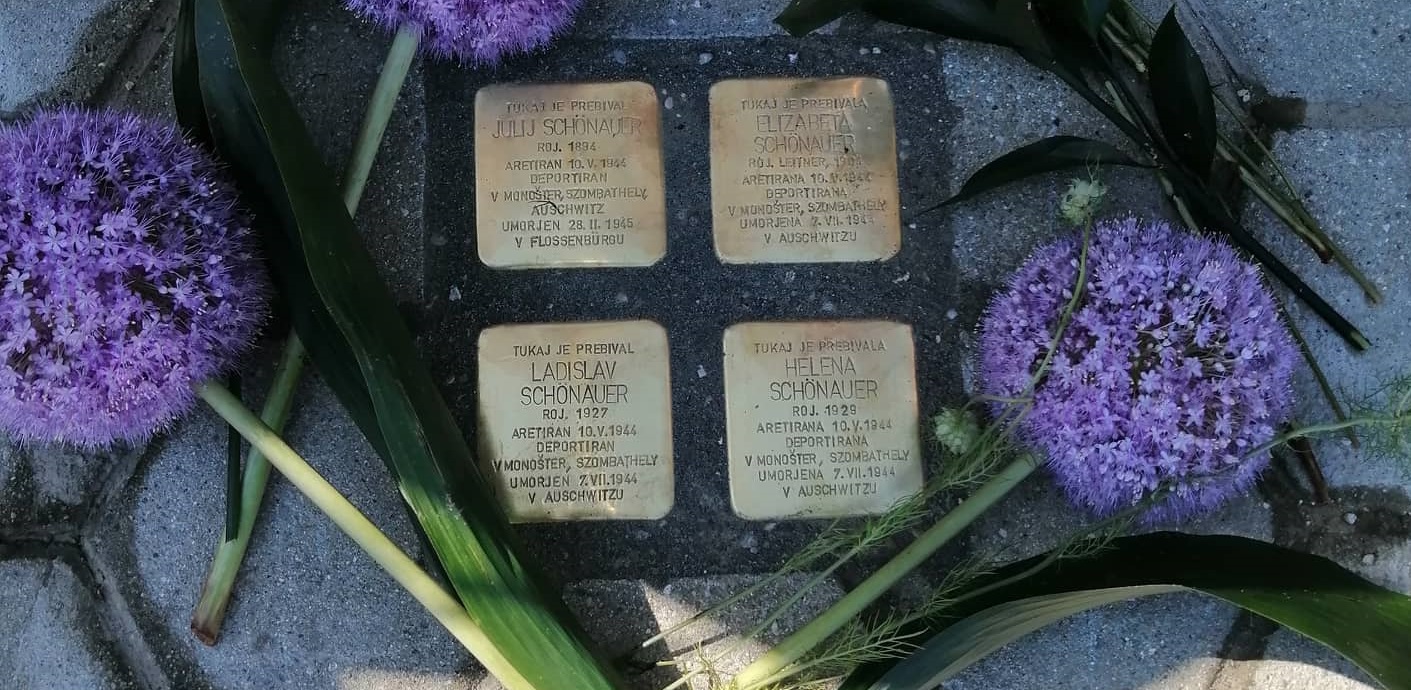 TUKAJ JE PREBIVAL
JULIJ SCHÖNAUER
ROJ. 1894
ARETIRAN 10.V.1944
DEPORTIRAN
V MONOŠTER, SZOMBATHELY,
AUSCHWITZ
UMORJEN 28.II.1945
V FLOSSENBÜRGU
TUKAJ JE PREBIVALA
ELIZABETA
SCHÖNAUER
ROJ. LEITNER,
ARETIRANA 10.V.1944
DEPORTIRANA
V MONOŠTER, SZOMBATHELY
UMORJENA 7.VII.1944
V AUSCHWITZU
TUKAJ JE PREBIVAL
LADISLAV
SCHÖNAUER
ROJ. 1927
ARETIRAN 10.V.1944
DEPORTIRAN
V MONOŠTER, SZOMBATHELY
UMORJEN 7.VII.1944
V AUSCHWITZU
TUKAJ JE PREBIVALA
HELENA
SCHÖNAUER
ROJ. 1929
ARETIRANA 10.V.1944
DEPORTIRANA
V MONOŠTER, SZOMBATHELY
UMORJENA 7.VII.1944
V AUSCHWITZU